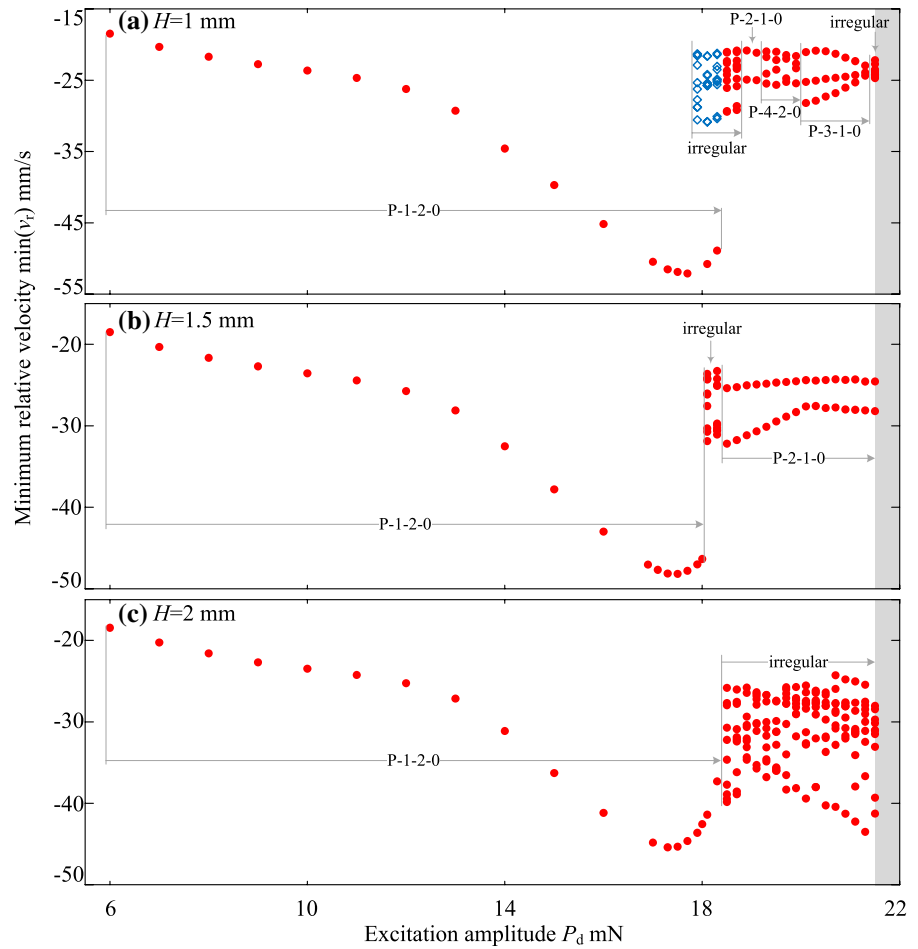 (a) H=1 mm
P-2-1-0
irregular
P-4-2-0
P-3-1-0
irregular
P-1-2-0
-15
-25
-35
-45
-55
(b) H=1.5 mm
irregular
P-2-1-0
P-1-2-0
-20
-30
-40
-50
(c) H=2 mm
irregular
P-1-2-0
-20
-30
-40
-50
6 10 14 18 22
Minimum relative velocity min(vr) mm/s
Excitation amplitude Pd mN